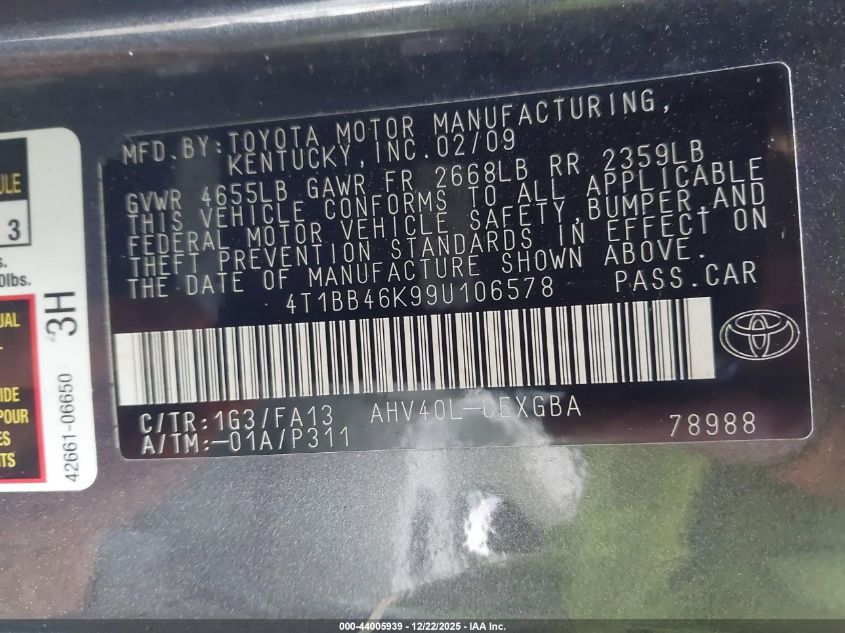 MFD. BY: TOYOTA MOTOR MANUFACTURING,
KENTUCKY, INC. 02/09
GVWR 4655LB GAWR FR 2668LB RR 2359LB
THIS VEHICLE CONFORMS TO ALL APPLICABLE
FEDERAL MOTOR VEHICLE SAFETY, BUMPER, AND
THEFT PREVENTION STANDARDS IN EFFECT ON
THE DATE OF MANUFACTURE SHOWN ABOVE.
4T1BB46K99U106578 PASS.CAR
C/TR: 1G3/FA13 AHV40L-CEXGBA
A/TM: -01A/P311 78988
3
0lbs.
3H
42661-06650
POUR
000-44005939 - 12/22/2025 - IAA Inc.